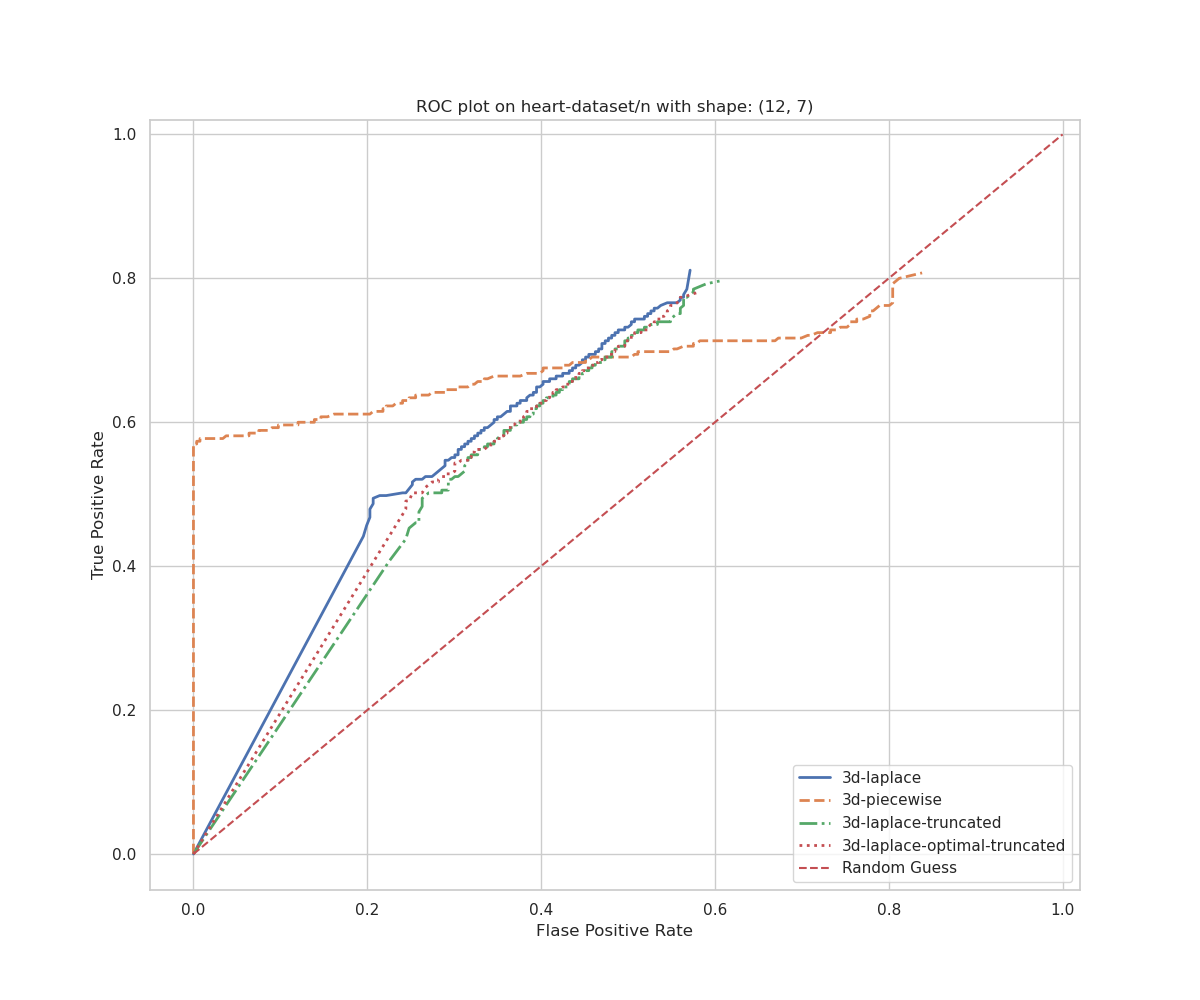 ROC plot on heart-dataset/n with shape: (12, 7)
1.0
0.8
0.6
0.4
0.2
0.0
True Positive Rate
0.0 0.2 0.4 0.6 0.8 1.0
Flase Positive Rate
3d-laplace
3d-piecewise
3d-laplace-truncated
3d-laplace-optimal-truncated
Random Guess